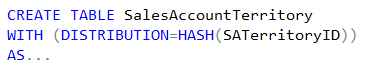 CREATE TABLE SalesAccountTerritory
WITH (DISTRIBUTION=HASH(SATerritoryID))
AS...